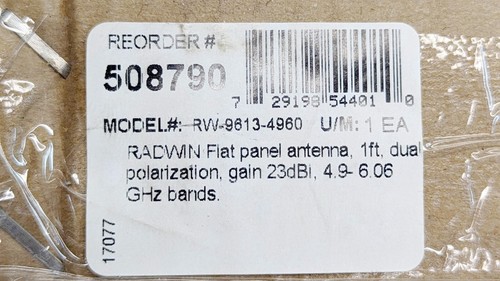 REORDER #
508790
7 29198 54401 0
MODEL#: RW-9613-4960 U/M: 1 EA
RADWIN Flat panel antenna, 1ft, dual
polarization, gain 23dBi, 4.9- 6.06
GHz bands.
17077